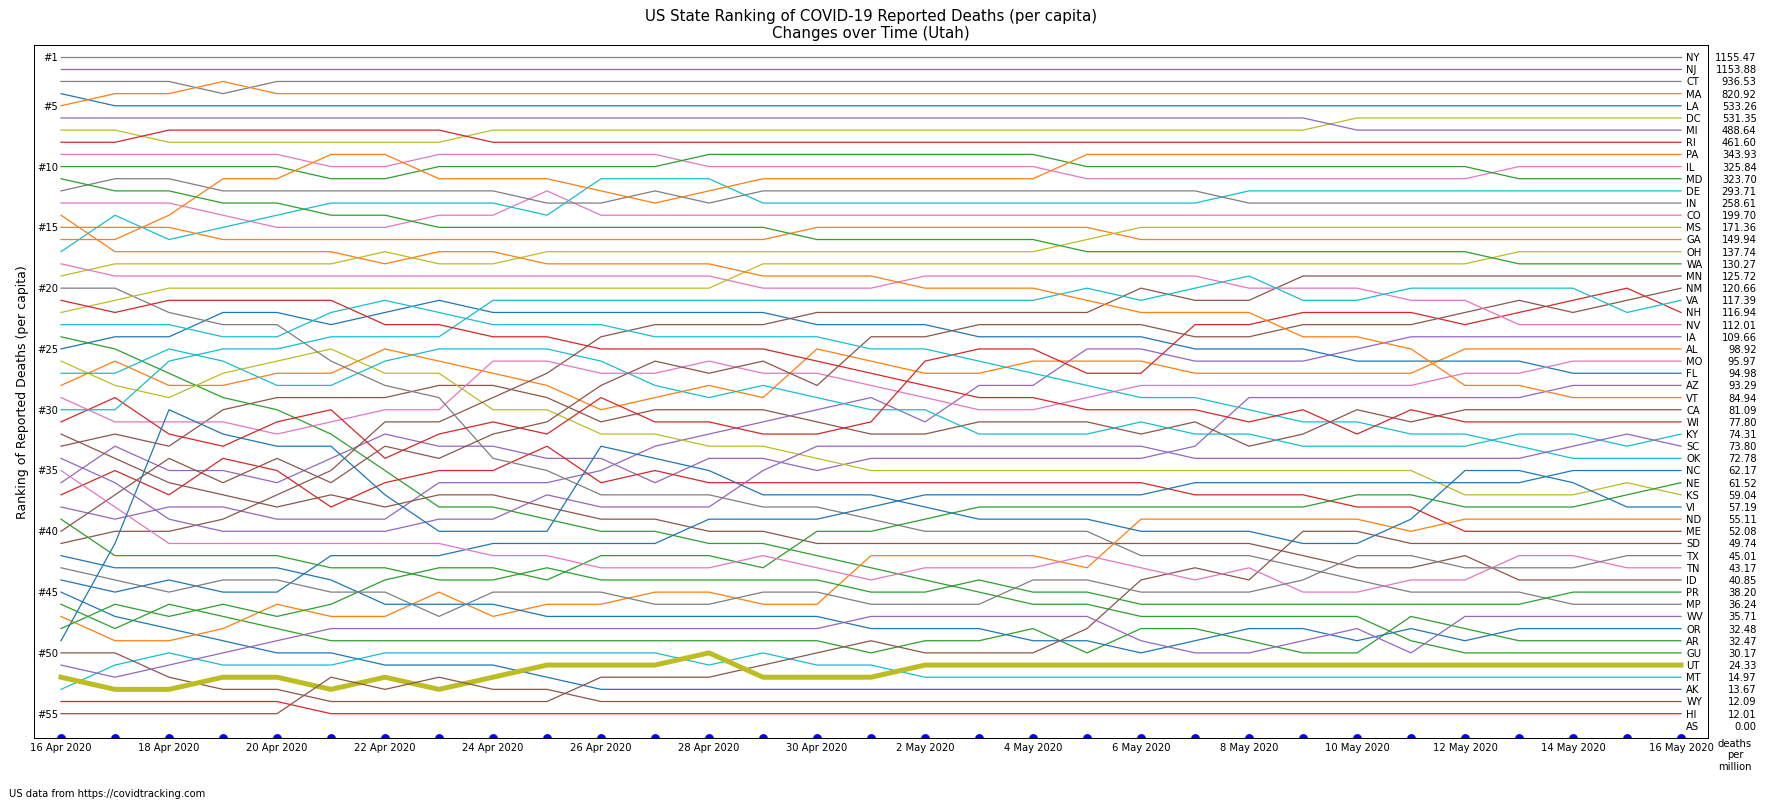 US State Ranking of COVID-19 Reported Deaths (per capita)
Changes over Time (Utah)
Ranking of Reported Deaths (per capita)
#1
#5
#10
#15
#20
#25
#30
#35
#40
#45
#50
#55
NY 1155.47
NJ 1153.88
CT 936.53
MA 820.92
LA 533.26
DC 531.35
MI 488.64
RI 461.60
PA 343.93
IL 325.84
MD 323.70
DE 293.71
IN 258.61
CO 199.70
MS 171.36
GA 149.94
OH 137.74
WA 130.27
MN 125.72
NM 120.66
VA 117.39
NH 116.94
NV 112.01
IA 109.66
AL 98.92
MO 95.97
FL 94.98
AZ 93.29
VT 84.94
CA 81.09
WI 77.80
KY 74.31
SC 73.80
OK 72.78
NC 62.17
NE 61.52
KS 59.04
VI 57.19
ND 55.11
ME 52.08
SD 49.74
TX 45.01
TN 43.17
ID 40.85
PR 38.20
MP 36.24
WV 35.71
OR 32.48
AR 32.47
GU 30.17
UT 24.33
MT 14.97
AK 13.67
WY 12.09
HI 12.01
AS 0.00
16 Apr 2020 18 Apr 2020 20 Apr 2020 22 Apr 2020 24 Apr 2020 26 Apr 2020 28 Apr 2020 30 Apr 2020 2 May 2020 4 May 2020 6 May 2020 8 May 2020 10 May 2020 12 May 2020 14 May 2020 16 May 2020
deaths
per
million
US data from https://covidtracking.com